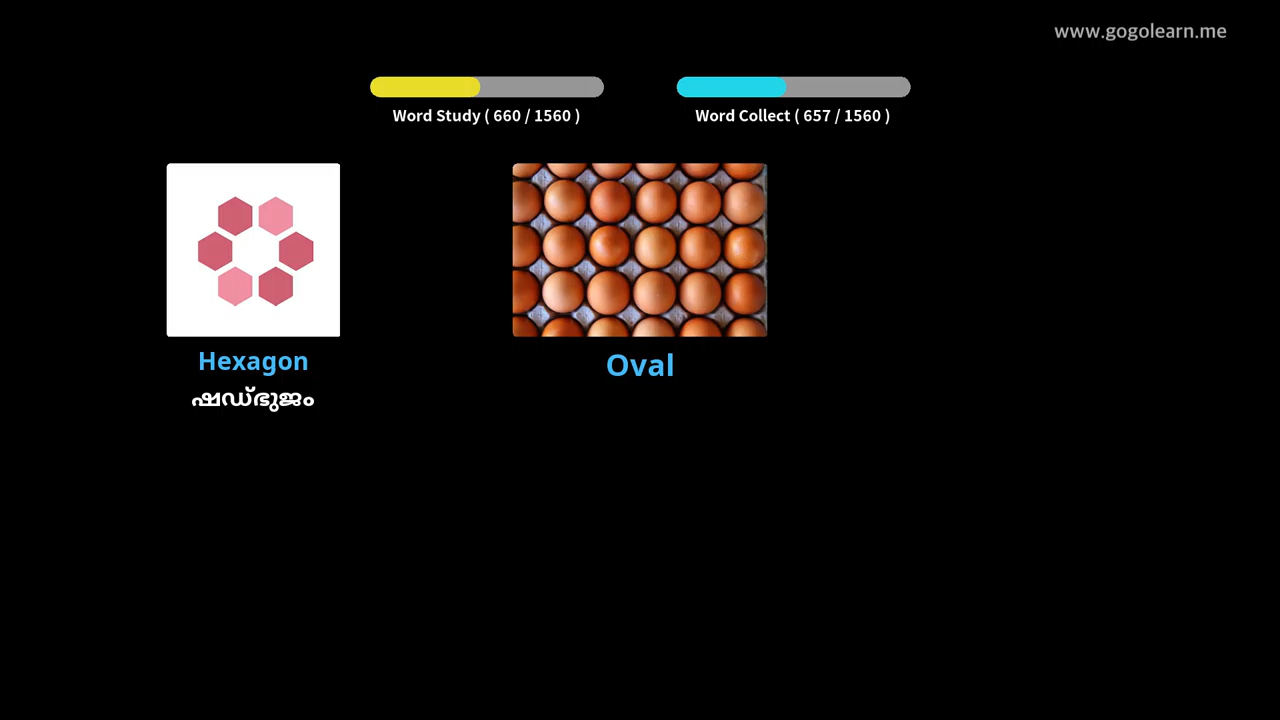 www.gogolearn.me
Word Study ( 660 / 1560 )
Word Collect ( 657 / 1560 )
Hexagon
ഷഡ്ഭുജം
Oval